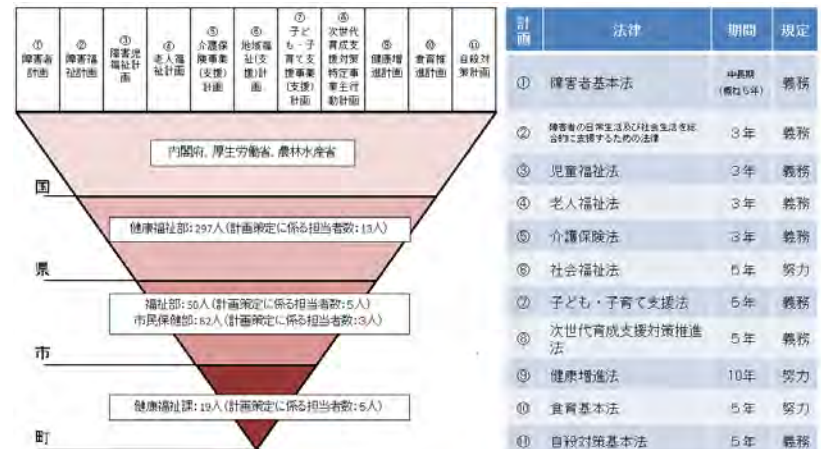 ①
障害者
計画
②
障害福
祉計画
③
障害児
福祉計
画
④
老人福
祉計画
⑤
介護保
険事業
(支援)
計画
⑥
地域福
祉(支
援)計
画
⑦
子ど
も・子
育て支
援事業
(支援)
計画
⑧
次世代
育成支
援対策
特定事
業主行
動計画
⑨
健康増
進計画
⑩
食育推
進計画
⑪
自殺対
策計画
内閣府、厚生労働省、農林水産省
国
健康福祉部:297人(計画策定に係る担当者数:13人)
県
福祉部:50人(計画策定に係る担当者数:5人)
市民保健部:62人(計画策定に係る担当者数:3人)
市
健康福祉課:19人(計画策定に係る担当者数:5人)
町
計画 法律 期間 規定
① 障害者基本法 中長期(概ね5年) 義務
② 障害者の日常生活及び社会生活を総
合的に支援するための法律 3年 義務
③ 児童福祉法 3年 義務
④ 老人福祉法 3年 義務
⑤ 介護保険法 3年 義務
⑥ 社会福祉法 5年 努力
⑦ 子ども・子育て支援法 5年 義務
⑧ 次世代育成支援対策推進
法 5年 義務
⑨ 健康増進法 10年 努力
⑩ 食育基本法 5年 努力
⑪ 自殺対策基本法 5年 義務